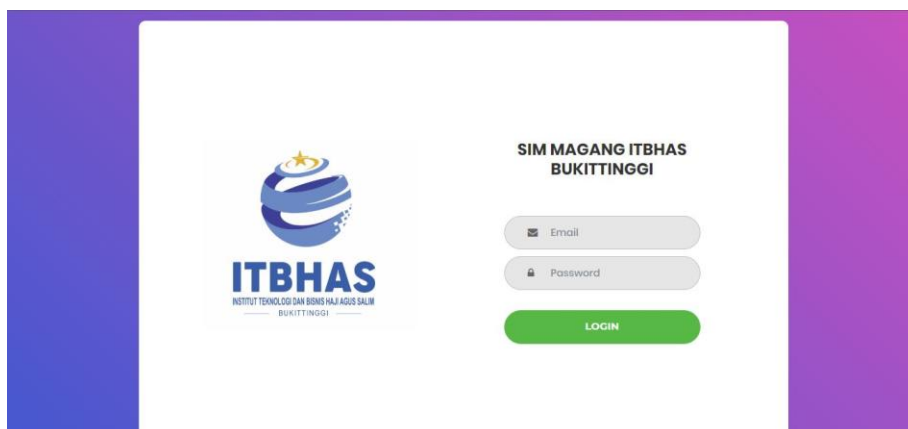 ITBHAS
INSTITUT TEKNOLOGI DAN BISNIS HAJI AGUS SALIM
BUKITTINGGI
SIM MAGANG ITBHAS
BUKITTINGGI
Email
Password
LOGIN